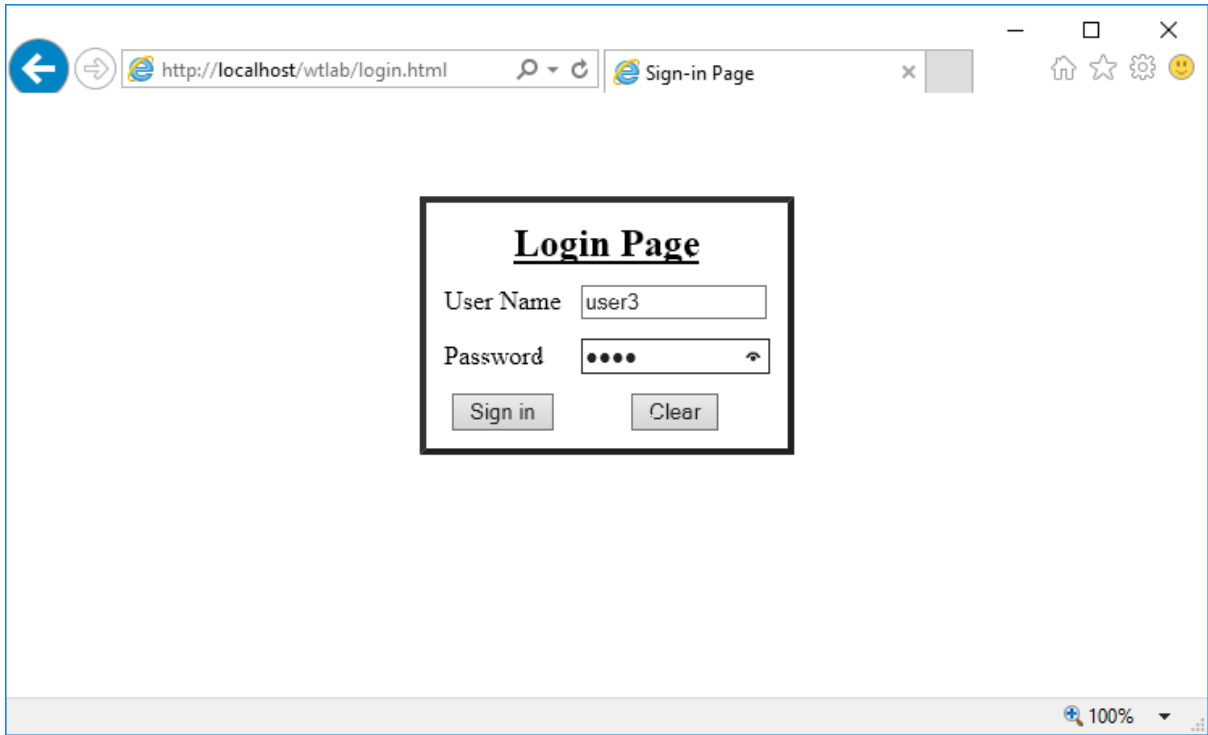 http://localhost/wtlab/login.html
Sign-in Page
Login Page
User Name user3
Password ●●●●
Sign in Clear
100%